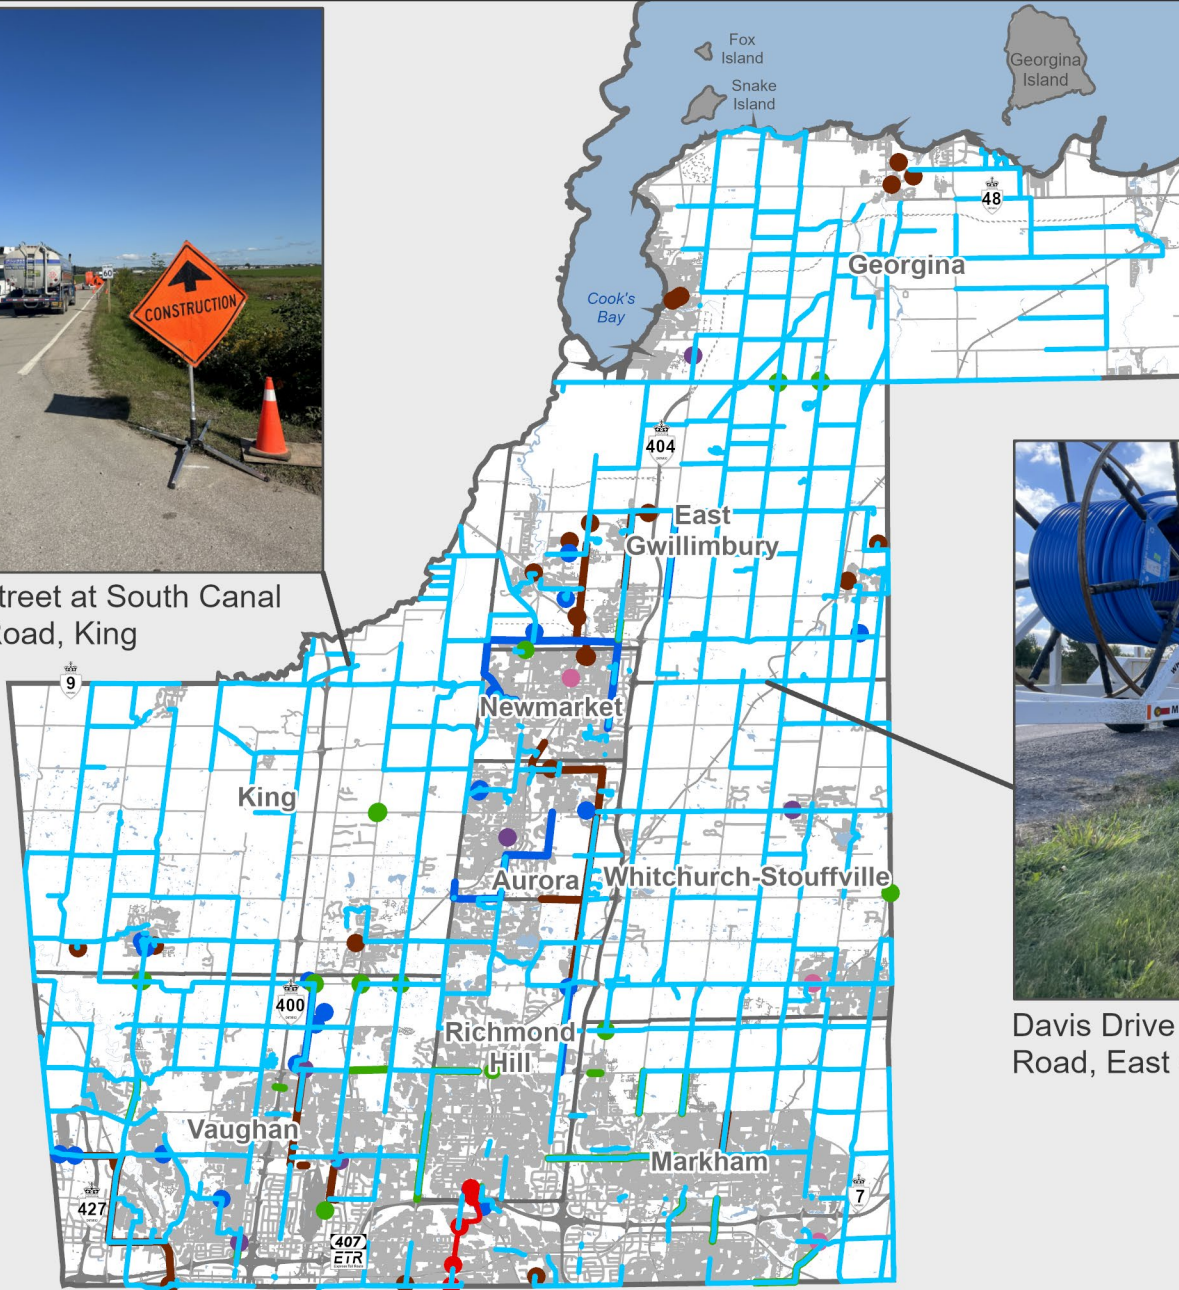 Fox
Island
Snake
Island
Georgina
Island
48
Georgina
Cook's
Bay
60
CONSTRUCTION
404
East
Gwillimbury
treet at South Canal
oad, King
9
Newmarket
King
Aurora
Whitchurch-Stouffville
400
Richmond
Hill
Davis Drive
Road, East
Vaughan
Markham
427
7
407
ETR